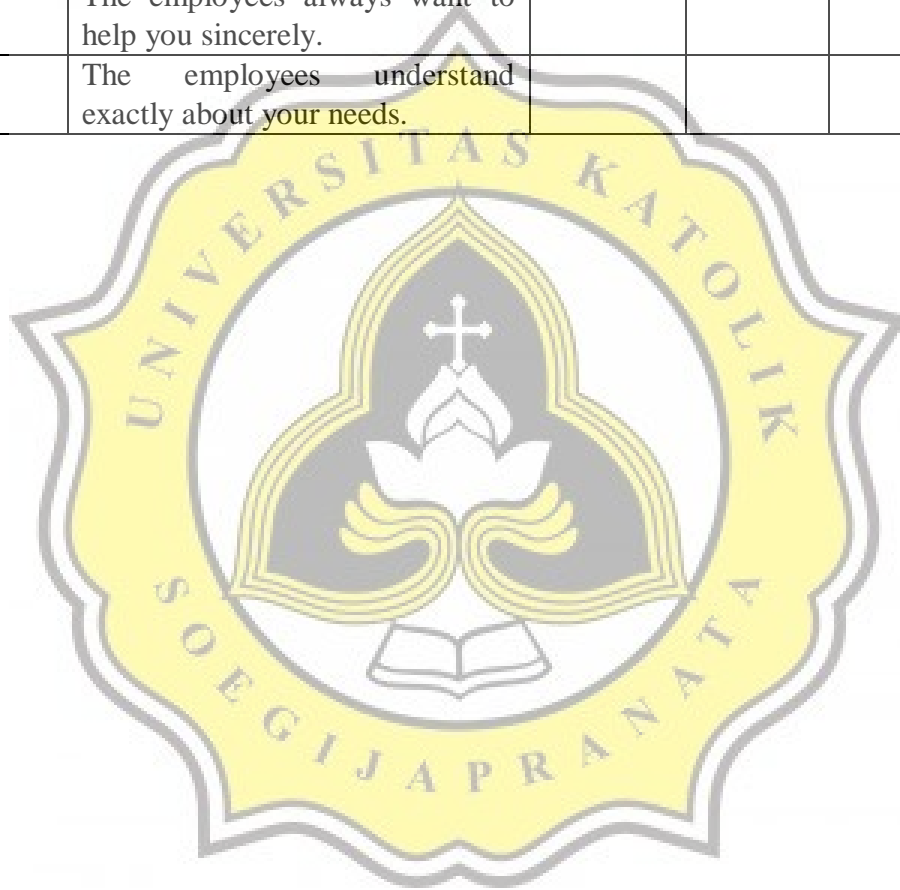 The employees always want to
help you sincerely.
The employees understand
exactly about your needs.
UNIVERSITAS KATOLIK
SOEGIJAPRANATA